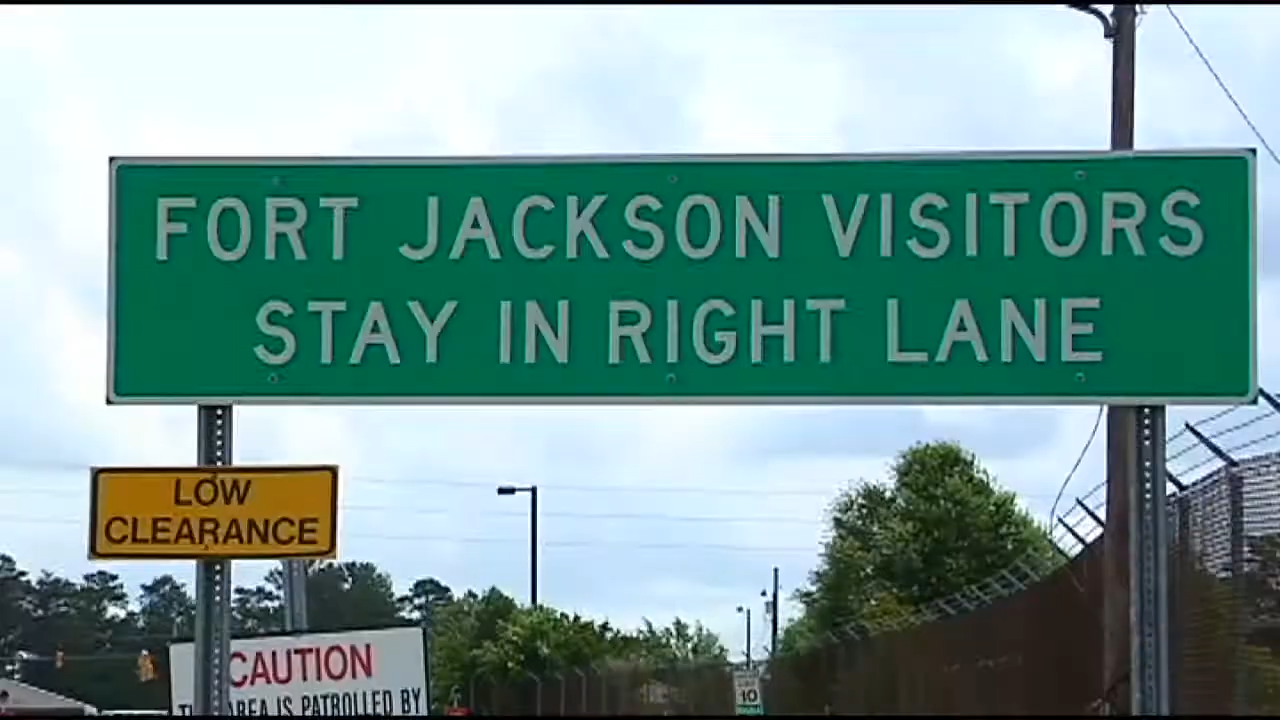 FORT JACKSON VISITORS
STAY IN RIGHT LANE
LOW
CLEARANCE
CAUTION
AREA IS PATROLLED BY
10